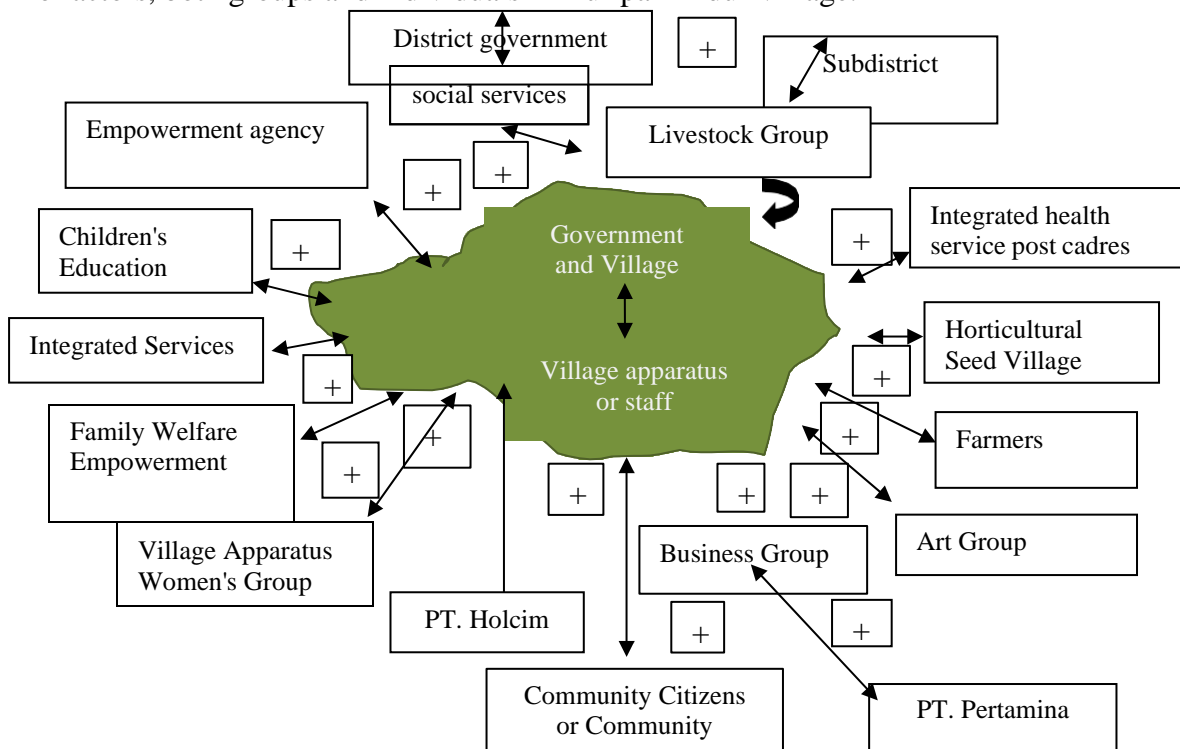 District government
+
Subdistrict
social services
Livestock Group
Empowerment agency
+
+
Children's
Education
+
Government
and Village
+
Integrated health
service post cadres
Integrated Services
+
Village apparatus
or staff
Horticultural
Seed Village
+
Family Welfare
Empowerment
+
+
+
Farmers
Village Apparatus
Women's Group
+
+
+
Business Group
Art Group
PT. Holcim
+
+
Community Citizens
or Community
PT. Pertamina